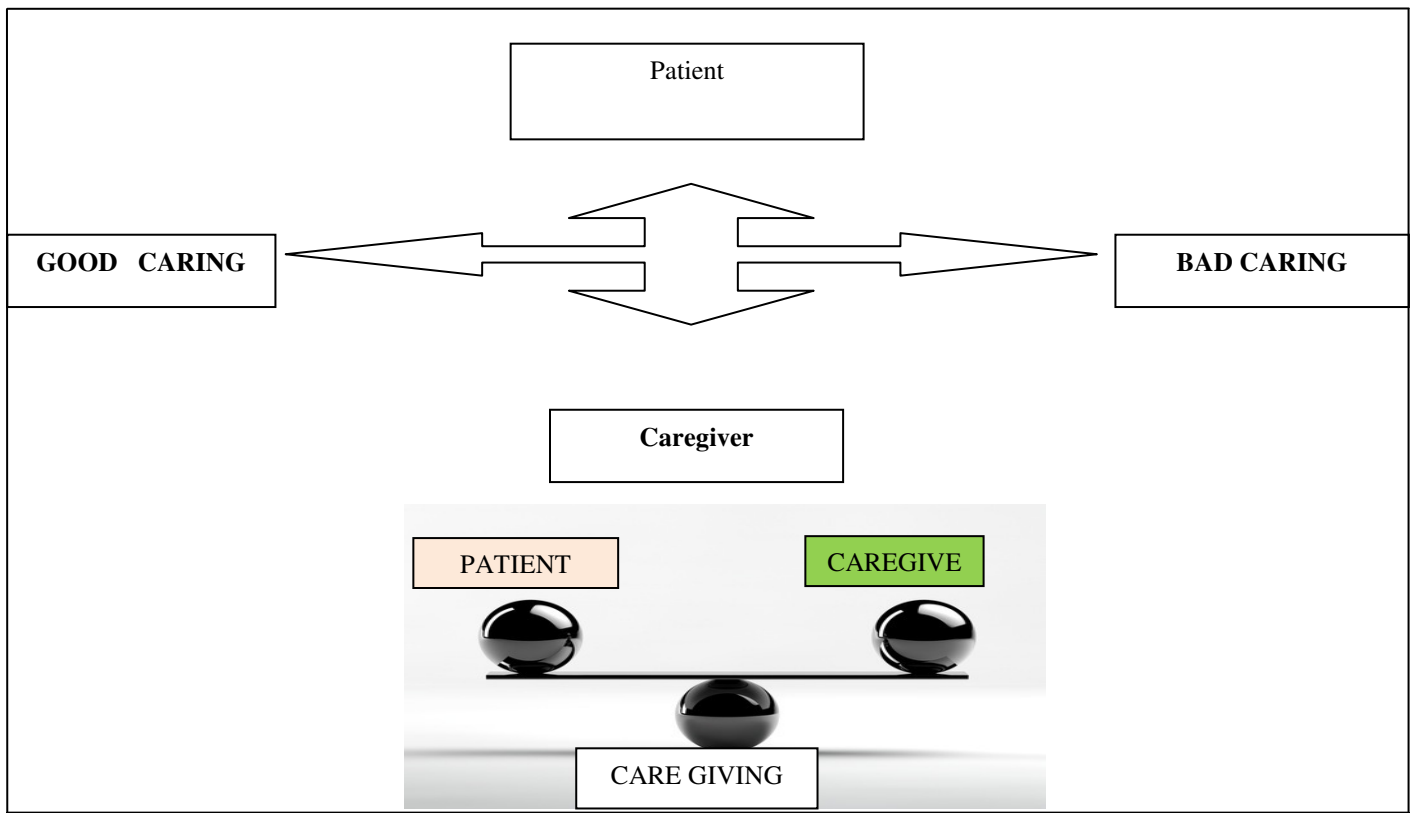 Patient
GOOD CARING
BAD CARING
Caregiver
PATIENT
CAREGIVE
CARE GIVING